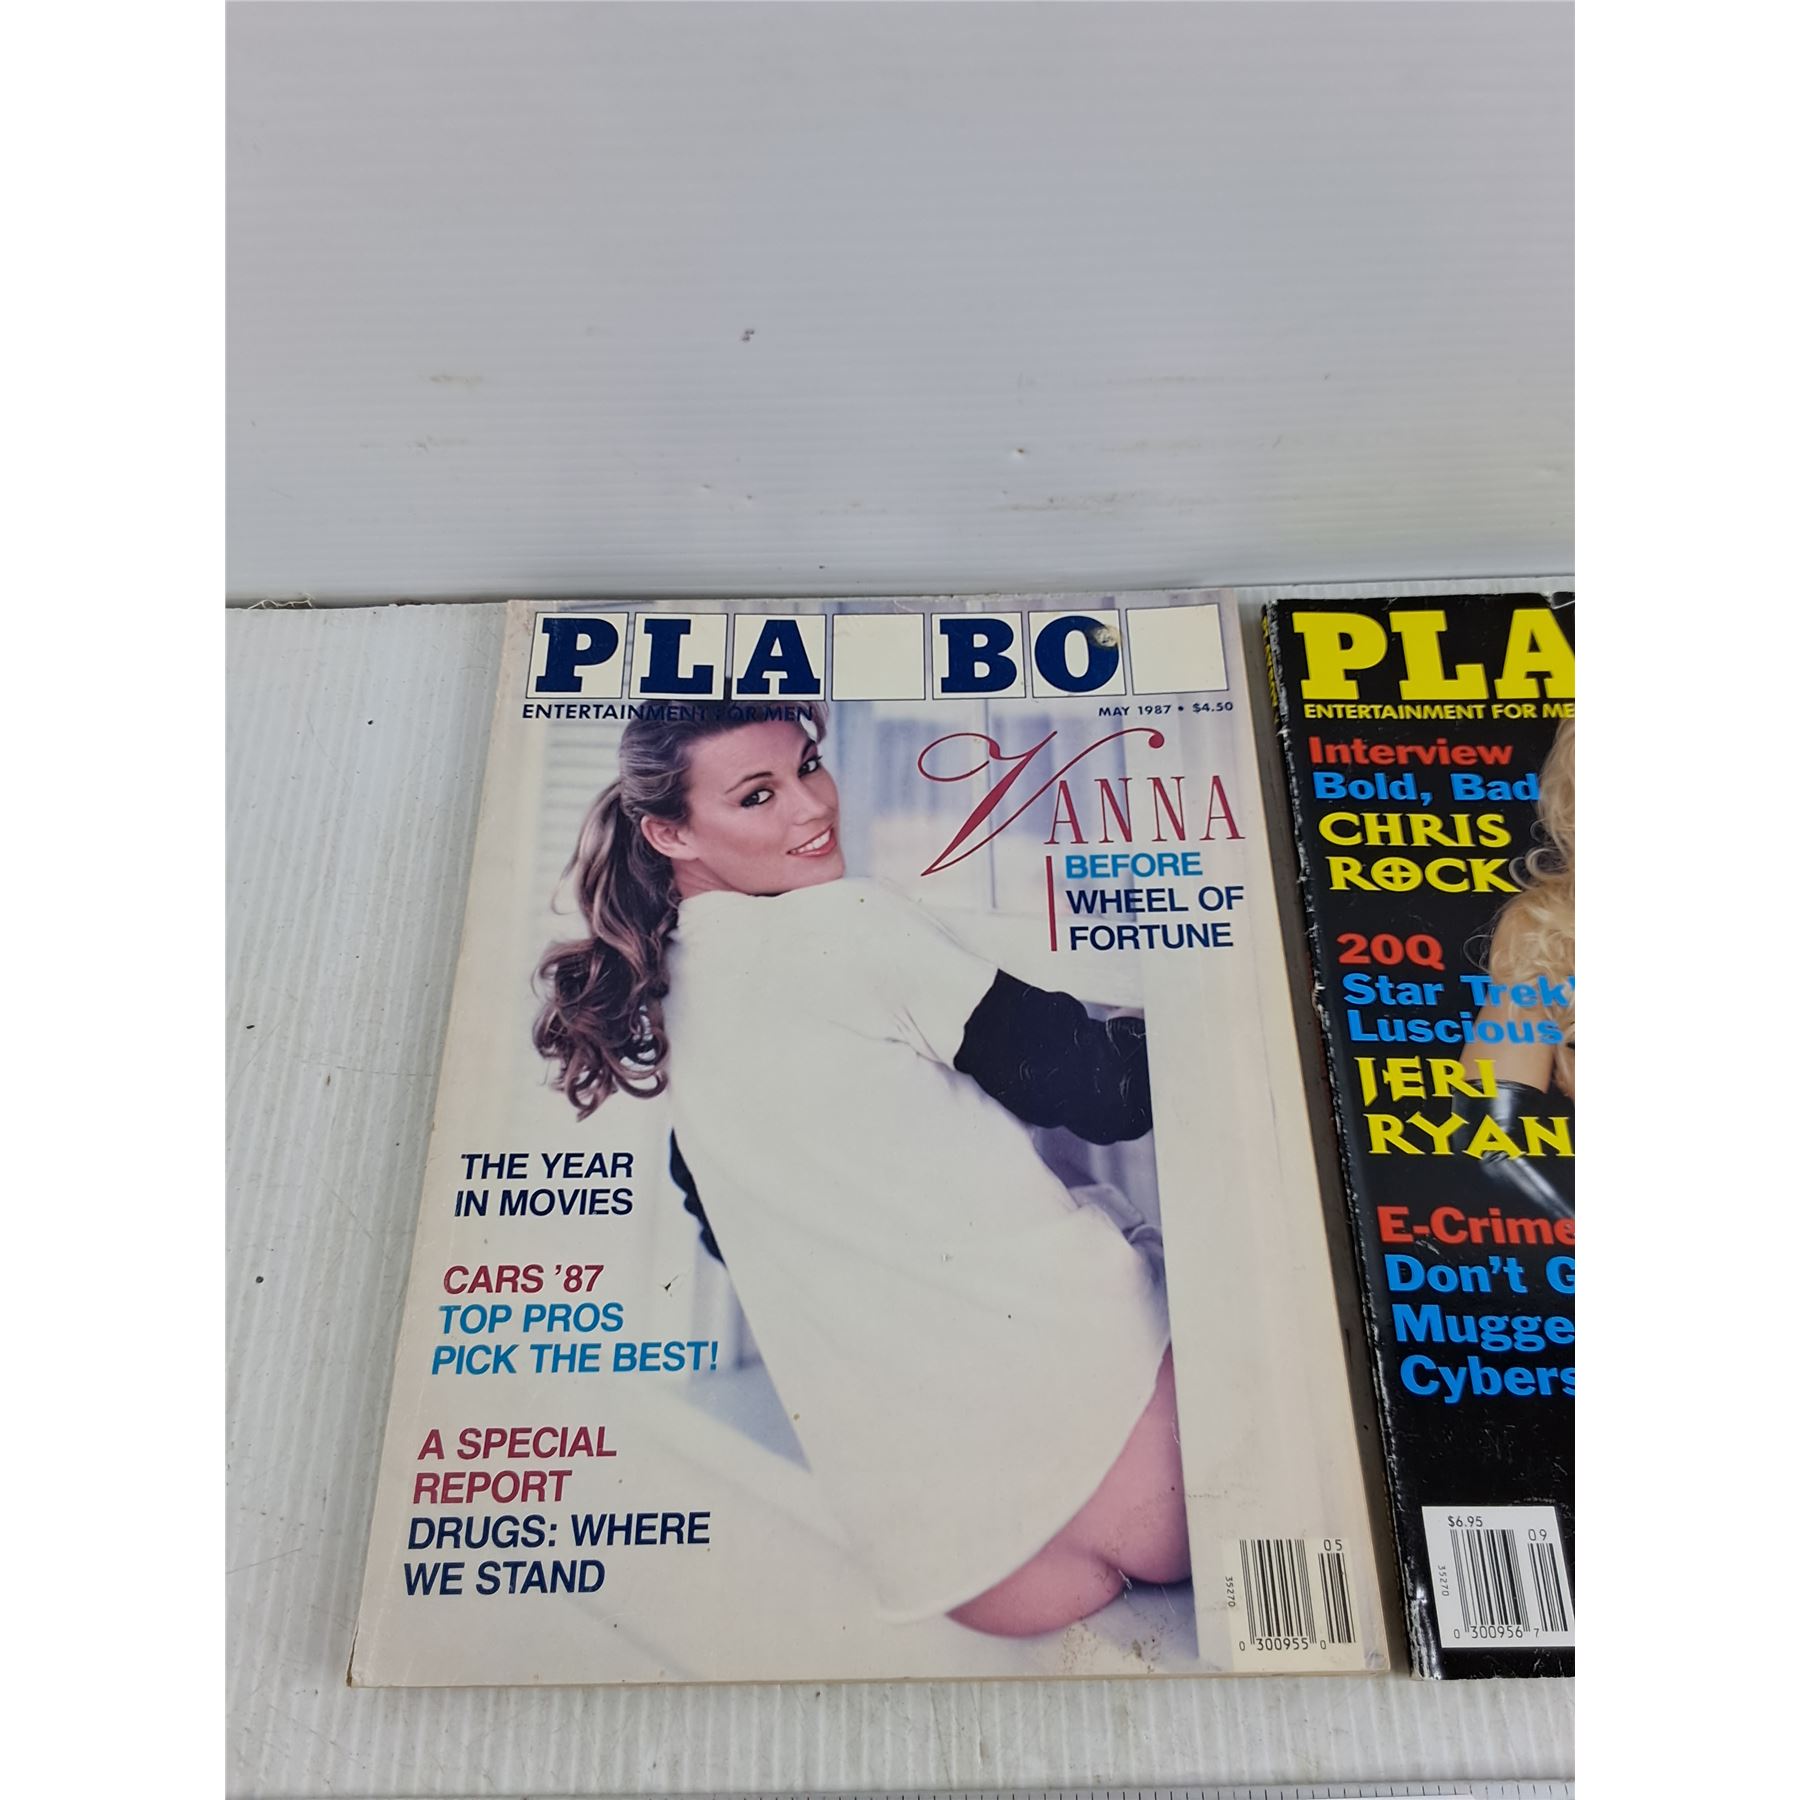 PLA BO
ENTERTAINMENT FOR MEN
MAY 1987 • $4.50
VANNA
BEFORE
WHEEL OF
FORTUNE
THE YEAR
IN MOVIES
CARS '87
TOP PROS
PICK THE BEST!
A SPECIAL
REPORT
DRUGS: WHERE
WE STAND
05
35270
0 300955 0
PLA
ENTERTAINMENT FOR ME
Interview
Bold, Bad
CHRIS
ROCK
20Q
Star Trek'
Luscious
JERI
RYAN
E-Crime
Don't G
Mugge
Cybers
$6.95
09
35270
0 300956 7